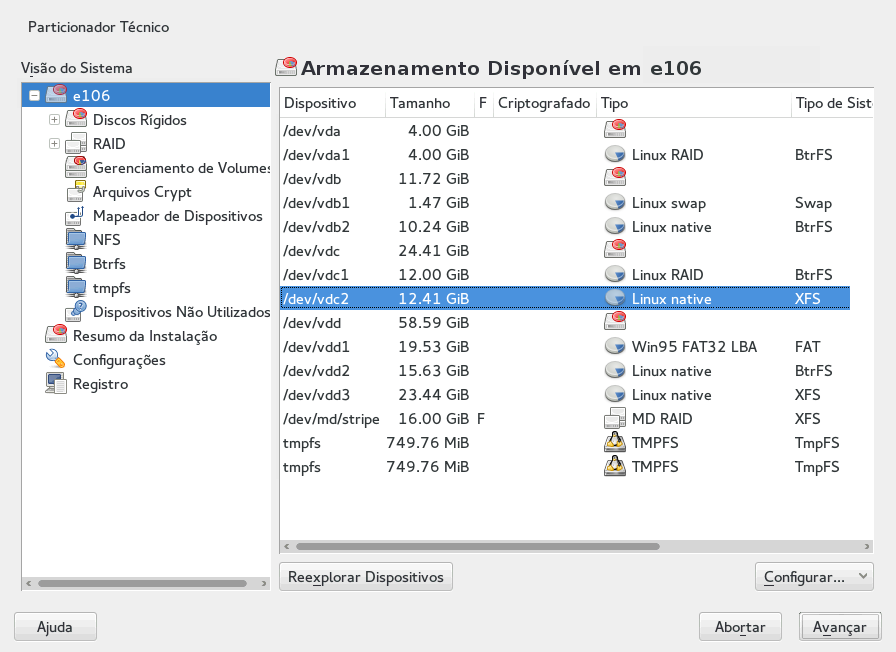 Particionador Técnico
Visão do Sistema
e106
Discos Rígidos
RAID
Gerenciamento de Volumes
Arquivos Crypt
Mapeador de Dispositivos
NFS
Btrfs
tmpfs
Dispositivos Não Utilizados
Resumo da Instalação
Configurações
Registro
Armazenamento Disponível em e106
Dispositivo Tamanho F Criptografado Tipo Tipo de Sist
/dev/vda 4.00 GiB
/dev/vda1 4.00 GiB Linux RAID BtrFS
/dev/vdb 11.72 GiB
/dev/vdb1 1.47 GiB Linux swap Swap
/dev/vdb2 10.24 GiB Linux native BtrFS
/dev/vdc 24.41 GiB
/dev/vdc1 12.00 GiB Linux RAID BtrFS
/dev/vdc2 12.41 GiB Linux native XFS
/dev/vdd 58.59 GiB
/dev/vdd1 19.53 GiB Win95 FAT32 LBA FAT
/dev/vdd2 15.63 GiB Linux native BtrFS
/dev/vdd3 23.44 GiB Linux native XFS
/dev/md/stripe 16.00 GiB F MD RAID XFS
tmpfs 749.76 MiB TMPFS TmpFS
tmpfs 749.76 MiB TMPFS TmpFS
Reexplorar Dispositivos
Configurar...
Ajuda
Abortar
Avançar